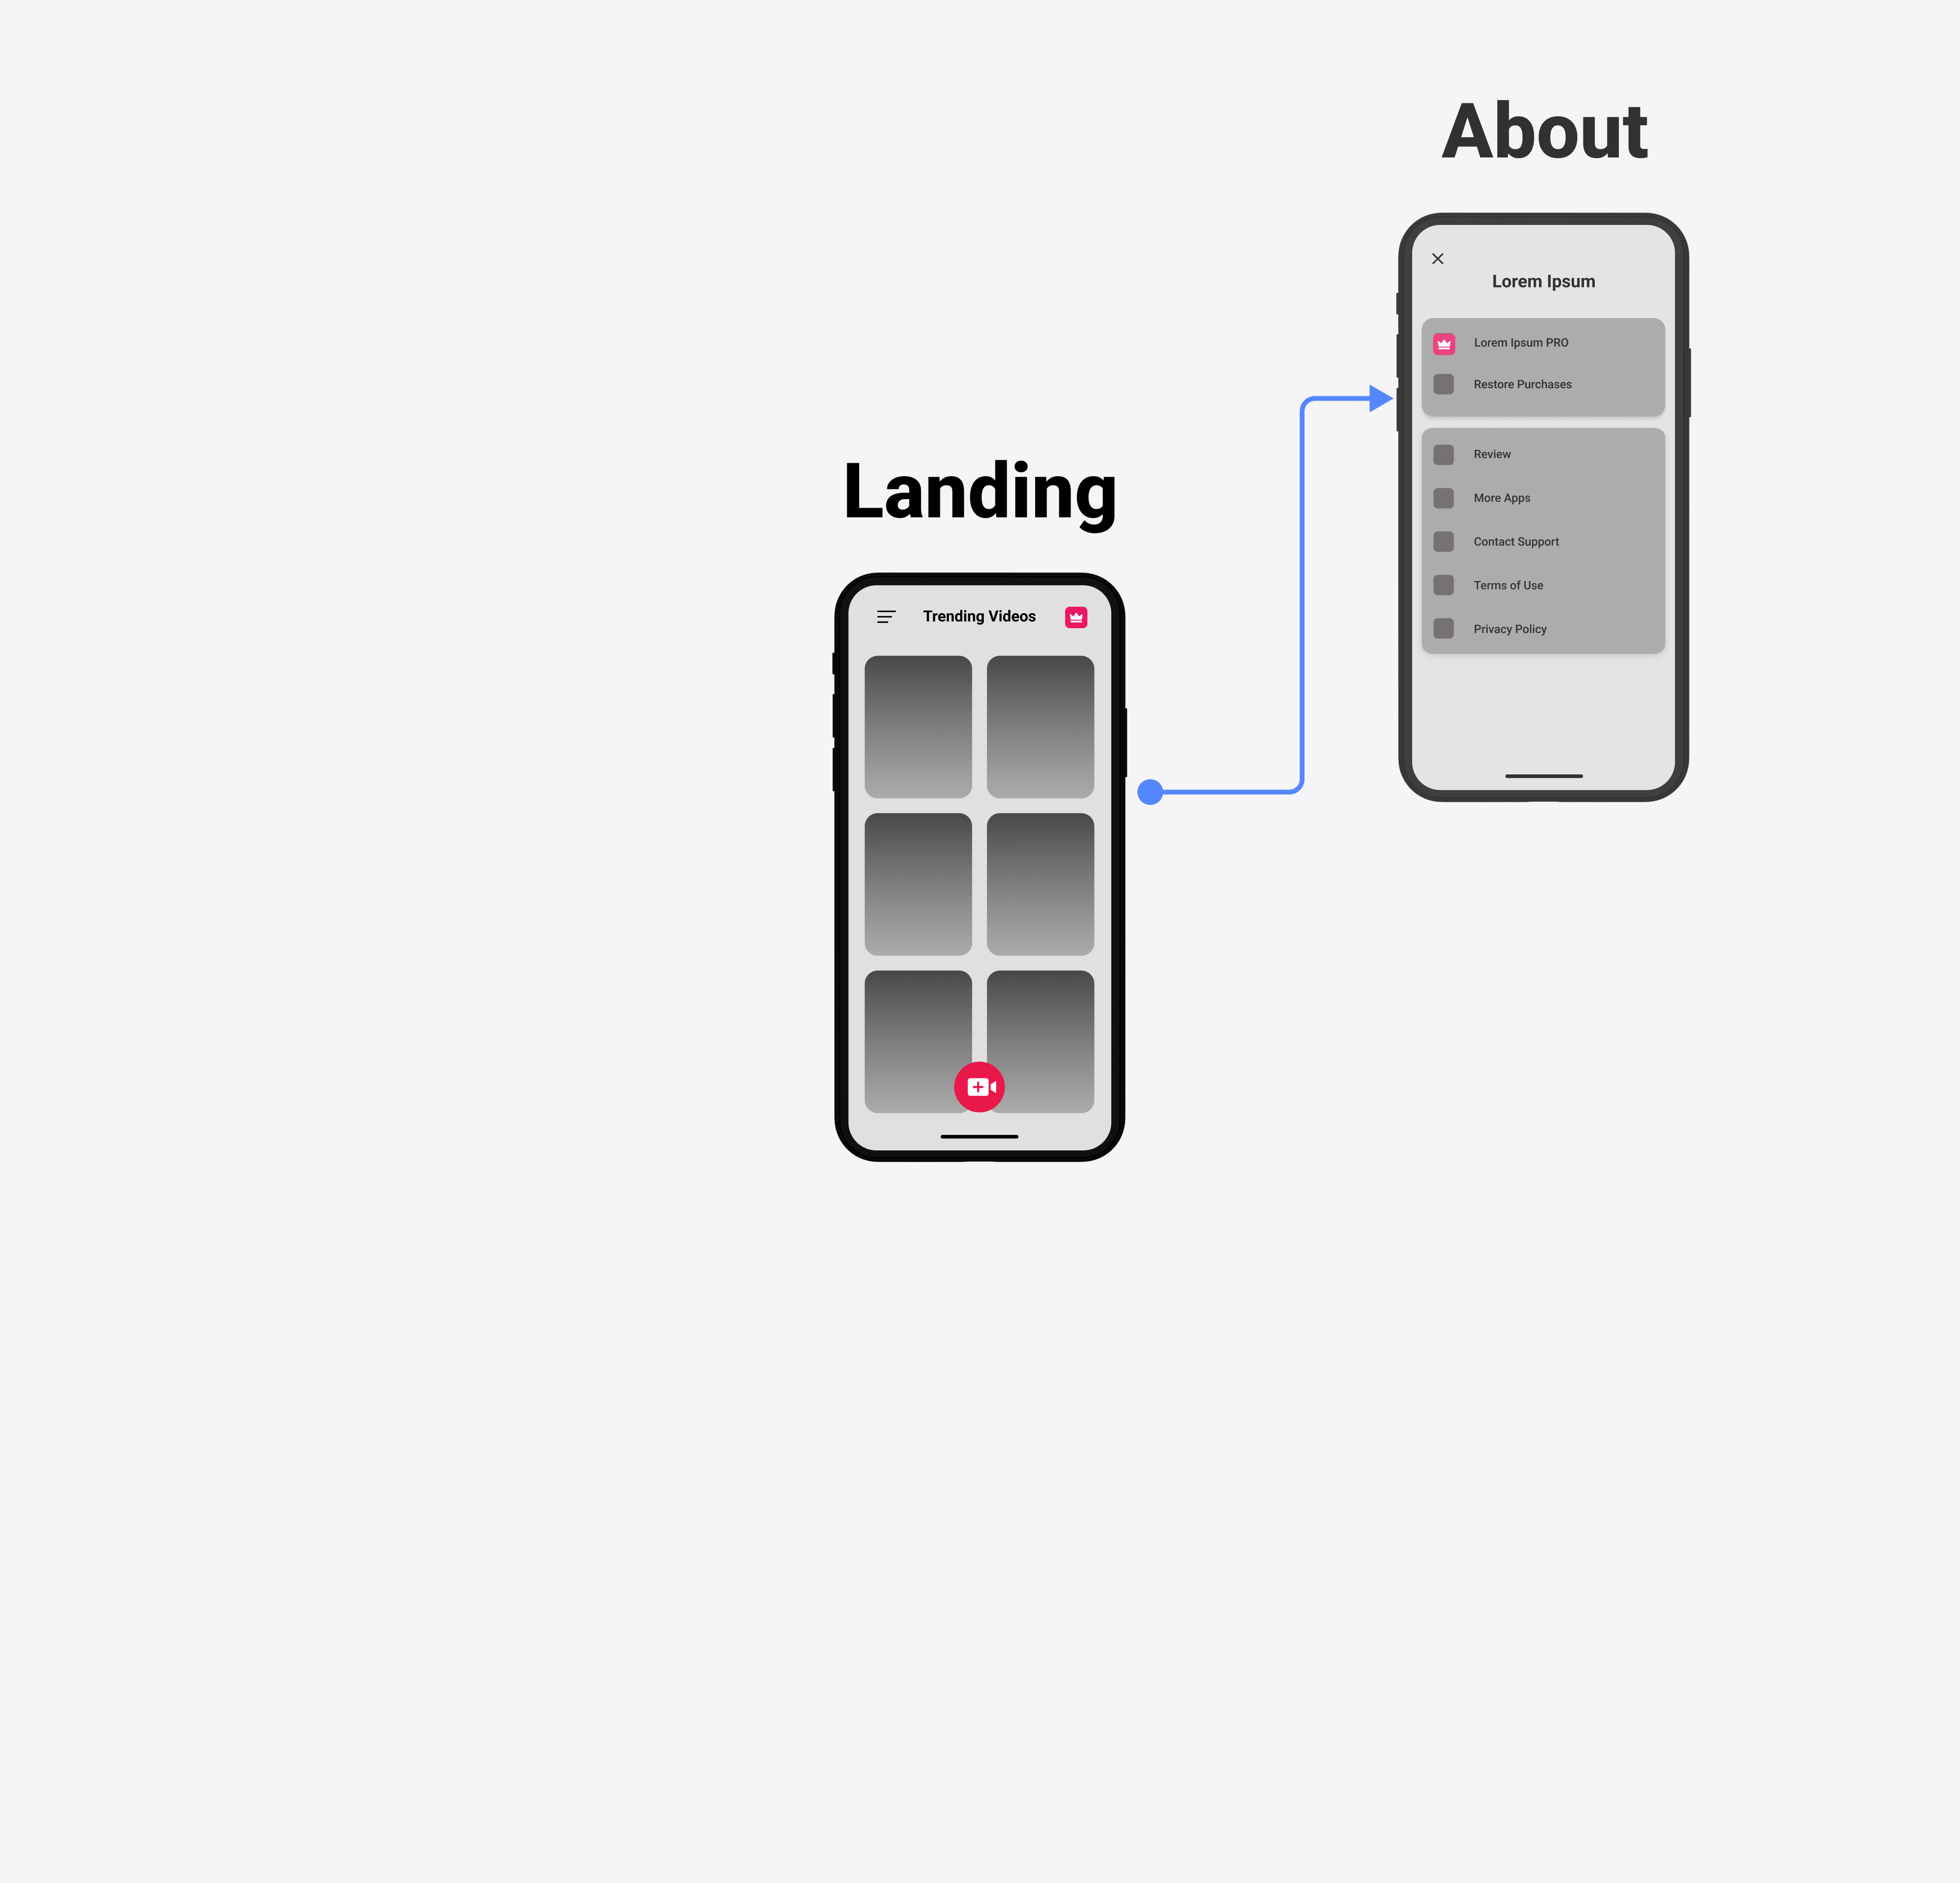 About
Lorem Ipsum
Lorem Ipsum PRO
Restore Purchases
Review
More Apps
Contact Support
Terms of Use
Privacy Policy
Landing
Trending Videos